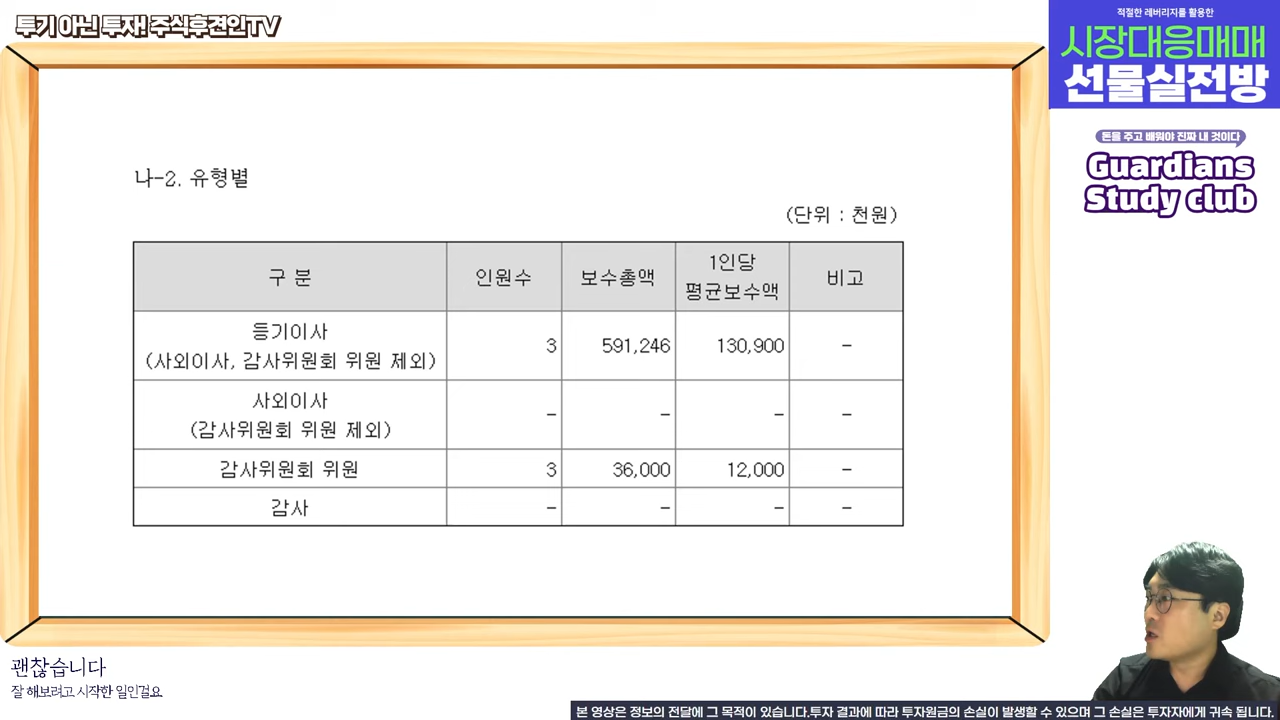 투기 아닌 투자! 주식후견인TV
적절한 레버리지를 활용한
시장대응매매
선물실전방
돈을 주고 배워야 진짜 내 것이다
Guardians
Study club
나-2. 유형별
(단위 : 천원)
구 분 인원수 보수총액 1인당 평균보수액 비고
등기이사
(사외이사, 감사위원회 위원 제외) 3 591,246 130,900 -
사외이사
(감사위원회 위원 제외) - - - -
감사위원회 위원 3 36,000 12,000 -
감사 - - - -
괜찮습니다
잘 해보려고 시작한 일인걸요
본 영상은 정보의 전달에 그 목적이 있습니다.투자 결과에 따라 투자원금의 손실이 발생할 수 있으며 그 손실은 투자자에게 귀속 됩니다.